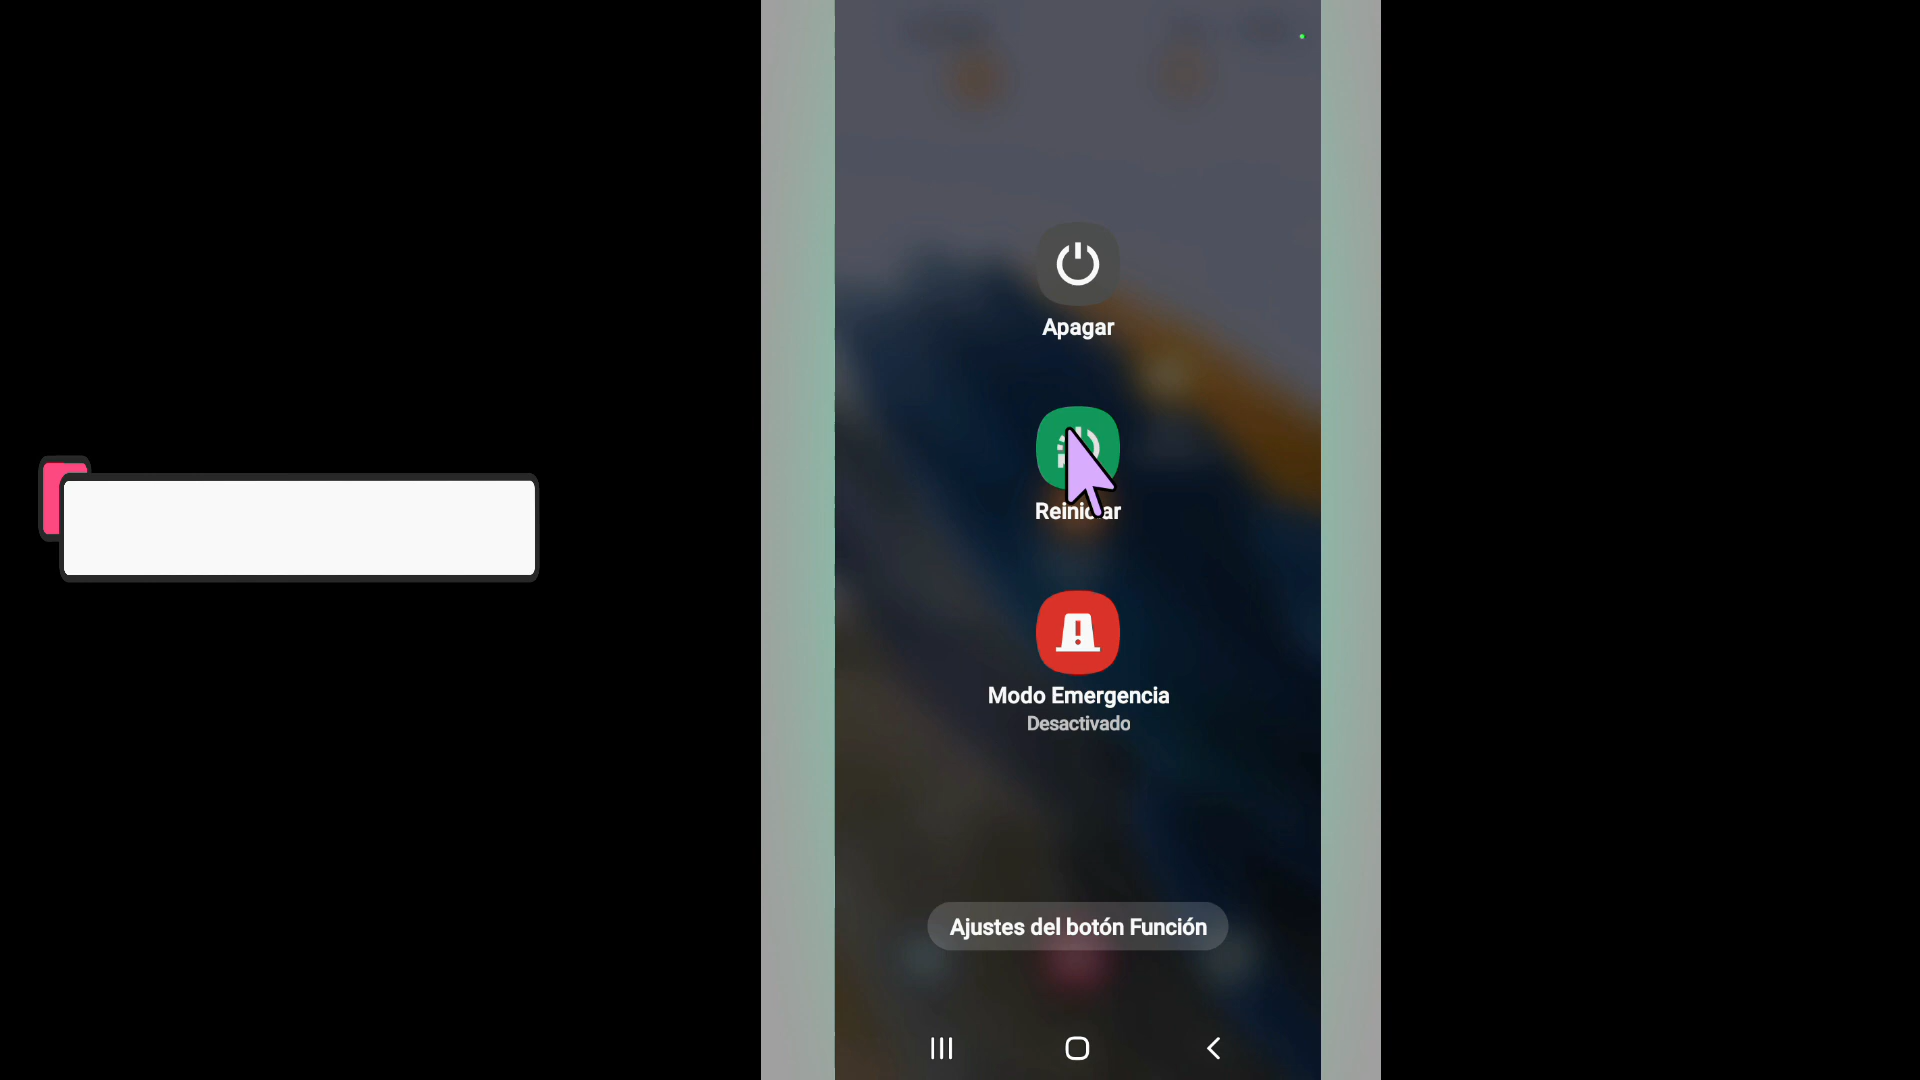 Apagar
Reiniciar
Modo Emergencia
Desactivado
Ajustes del botón Función